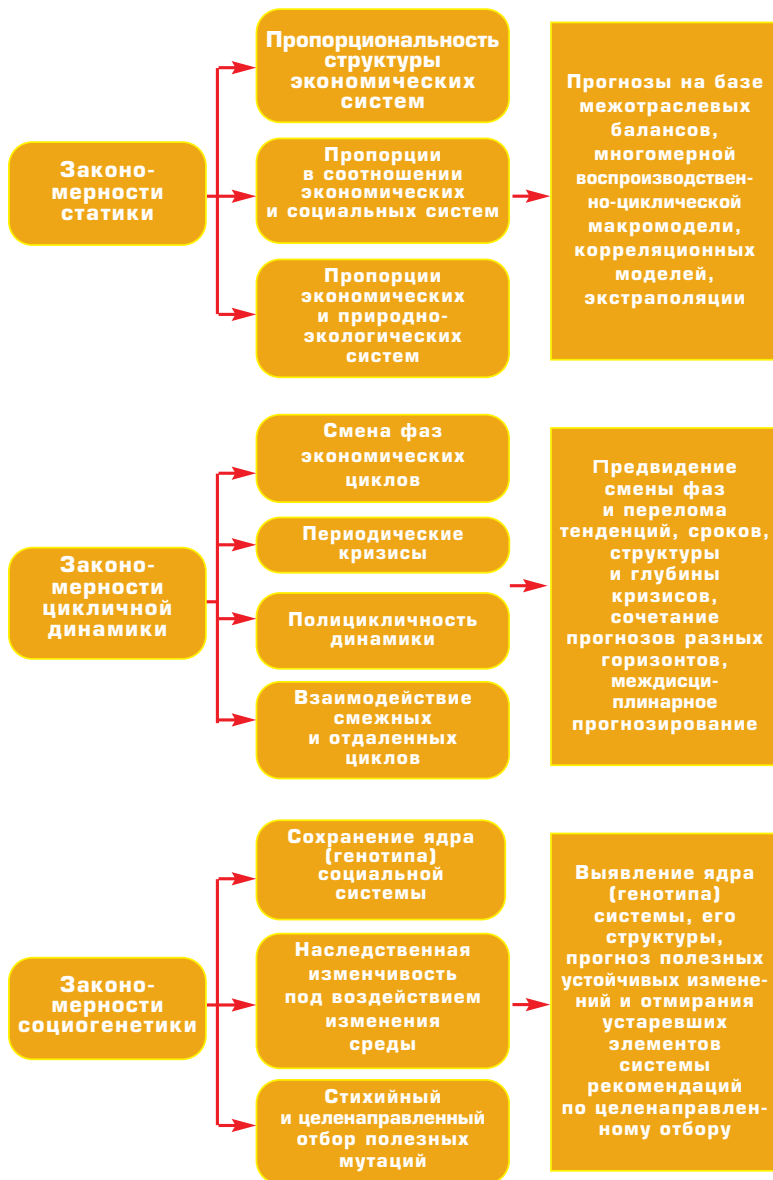 Законо-
мерности
статики
Пропорциональность
структуры
экономических
систем
Пропорции
в соотношении
экономических
и социальных систем
Пропорции
экономических
и природно-
экологических
систем
Прогнозы на базе
межотраслевых
балансов,
многомерной
воспроизводствен-
но-циклической
макромодели,
корреляционных
моделей,
экстраполяции
Законо-
мерности
цикличной
динамики
Смена фаз
экономических
циклов
Периодические
кризисы
Полицикличность
динамики
Взаимодействие
смежных
и отдаленных
циклов
Предвидение
смены фаз
и перелома
тенденций, сроков,
структуры
и глубины
кризисов,
сочетание
прогнозов разных
горизонтов,
междисци-
плинарное
прогнозирование
Законо-
мерности
социогенетики
Сохранение ядра
(генотипа)
социальной
системы
Наследственная
изменчивость
под воздействием
изменения
среды
Стихийный
и целенаправленный
отбор полезных
мутаций
Выявление ядра
(генотипа)
системы, его
структуры,
прогноз полезных
устойчивых измене-
ний и отмирания
устаревших
элементов
системы
рекомендаций
по целенаправлен-
ному отбору